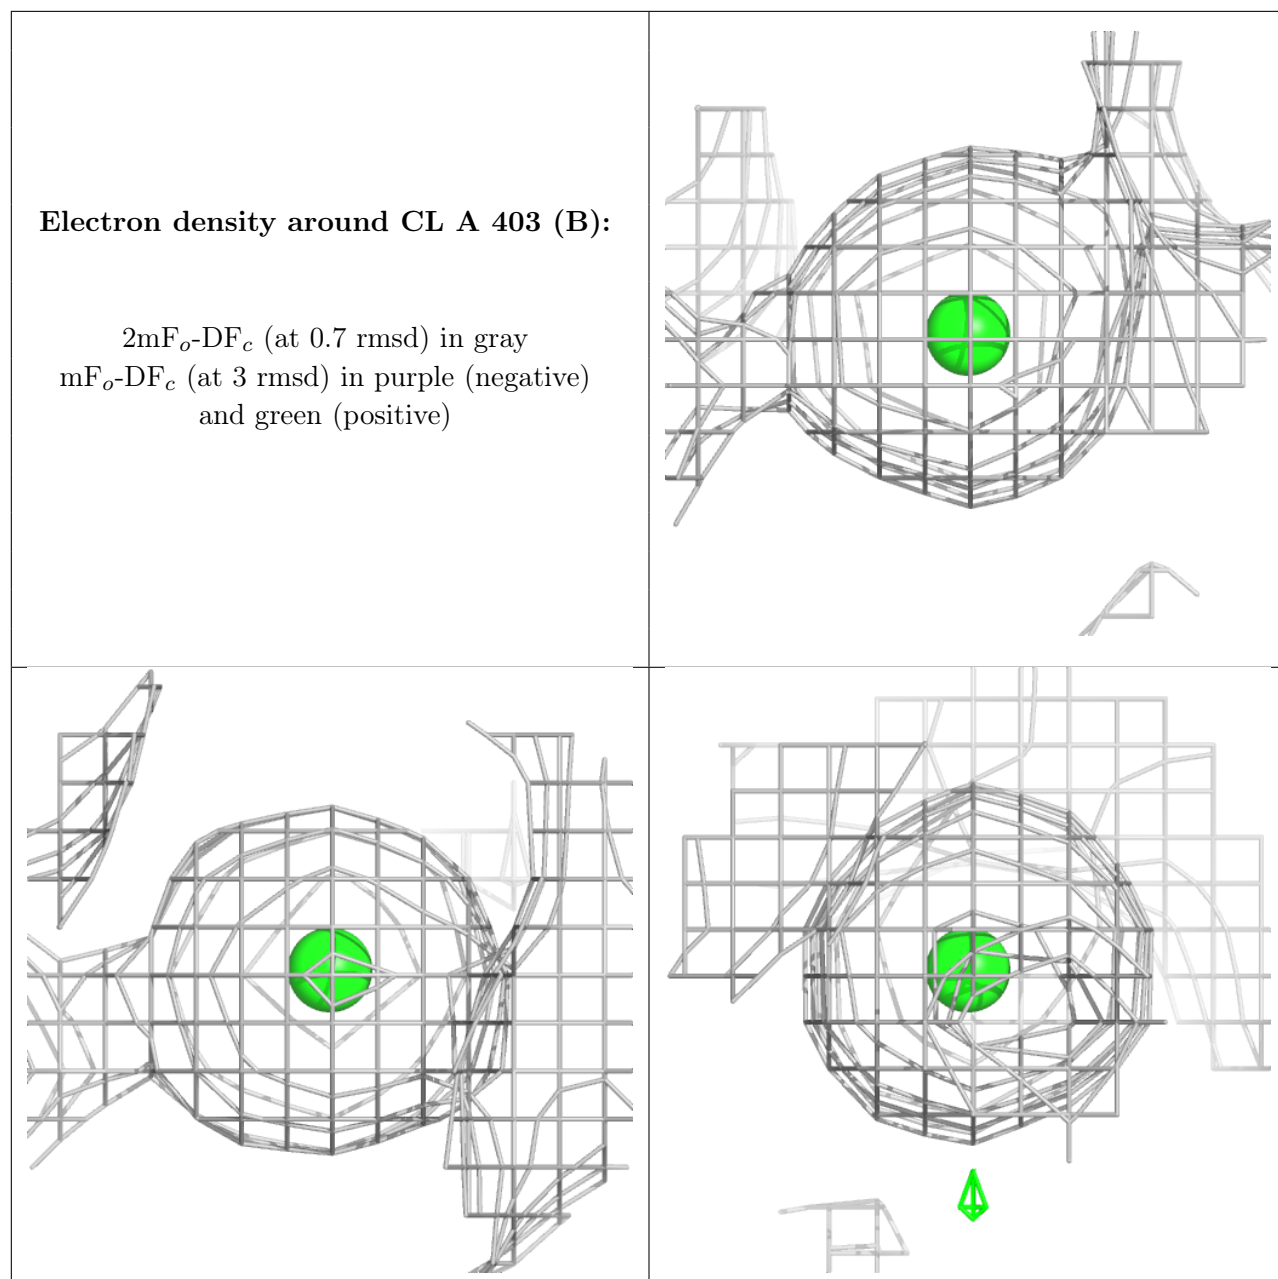 Electron density around CL A 403 (B):
2mFo-DFc (at 0.7 rmsd) in gray
mFo-DFc (at 3 rmsd) in purple (negative)
and green (positive)